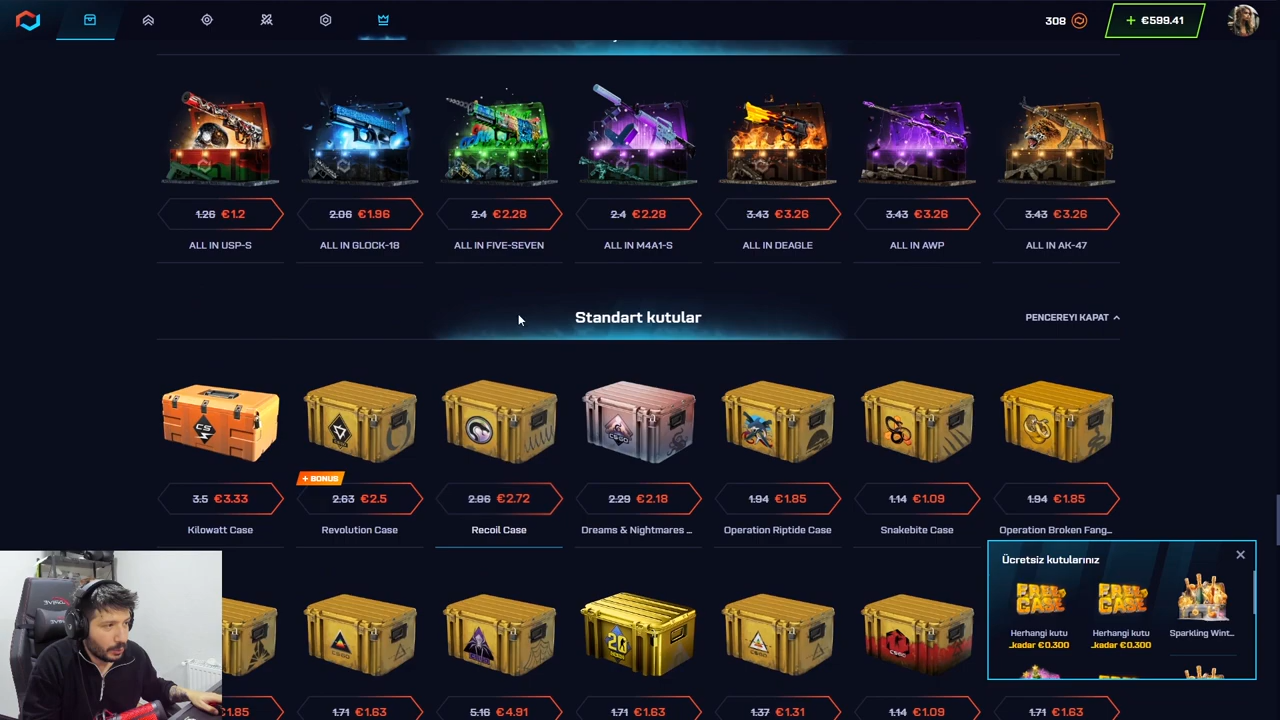 308
+ €599.41
1.26 €1.2
2.06 €1.96
2.4 €2.28
2.4 €2.28
3.43 €3.26
3.43 €3.26
3.43 €3.26
ALL IN USP-S
ALL IN GLOCK-18
ALL IN FIVE-SEVEN
ALL IN M4A1-S
ALL IN DEAGLE
ALL IN AWP
ALL IN AK-47
Standart kutular
PENCEREYI KAPAT
+ BONUS
3.5 €3.33
2.63 €2.5
2.86 €2.72
2.29 €2.18
1.94 €1.85
1.14 €1.09
1.94 €1.85
Kilowatt Case
Revolution Case
Recoil Case
Dreams & Nightmares ...
Operation Riptide Case
Snakebite Case
Operation Broken Fang...
Ücretsiz kutularınız
FREE CASE
FREE CASE
Herhangi kutu
Herhangi kutu
Sparkling Wint...
..kadar €0.300
..kadar €0.300
€1.85
1.71 €1.63
5.16 €4.91
1.71 €1.63
1.37 €1.31
1.14 €1.09
1.71 €1.63